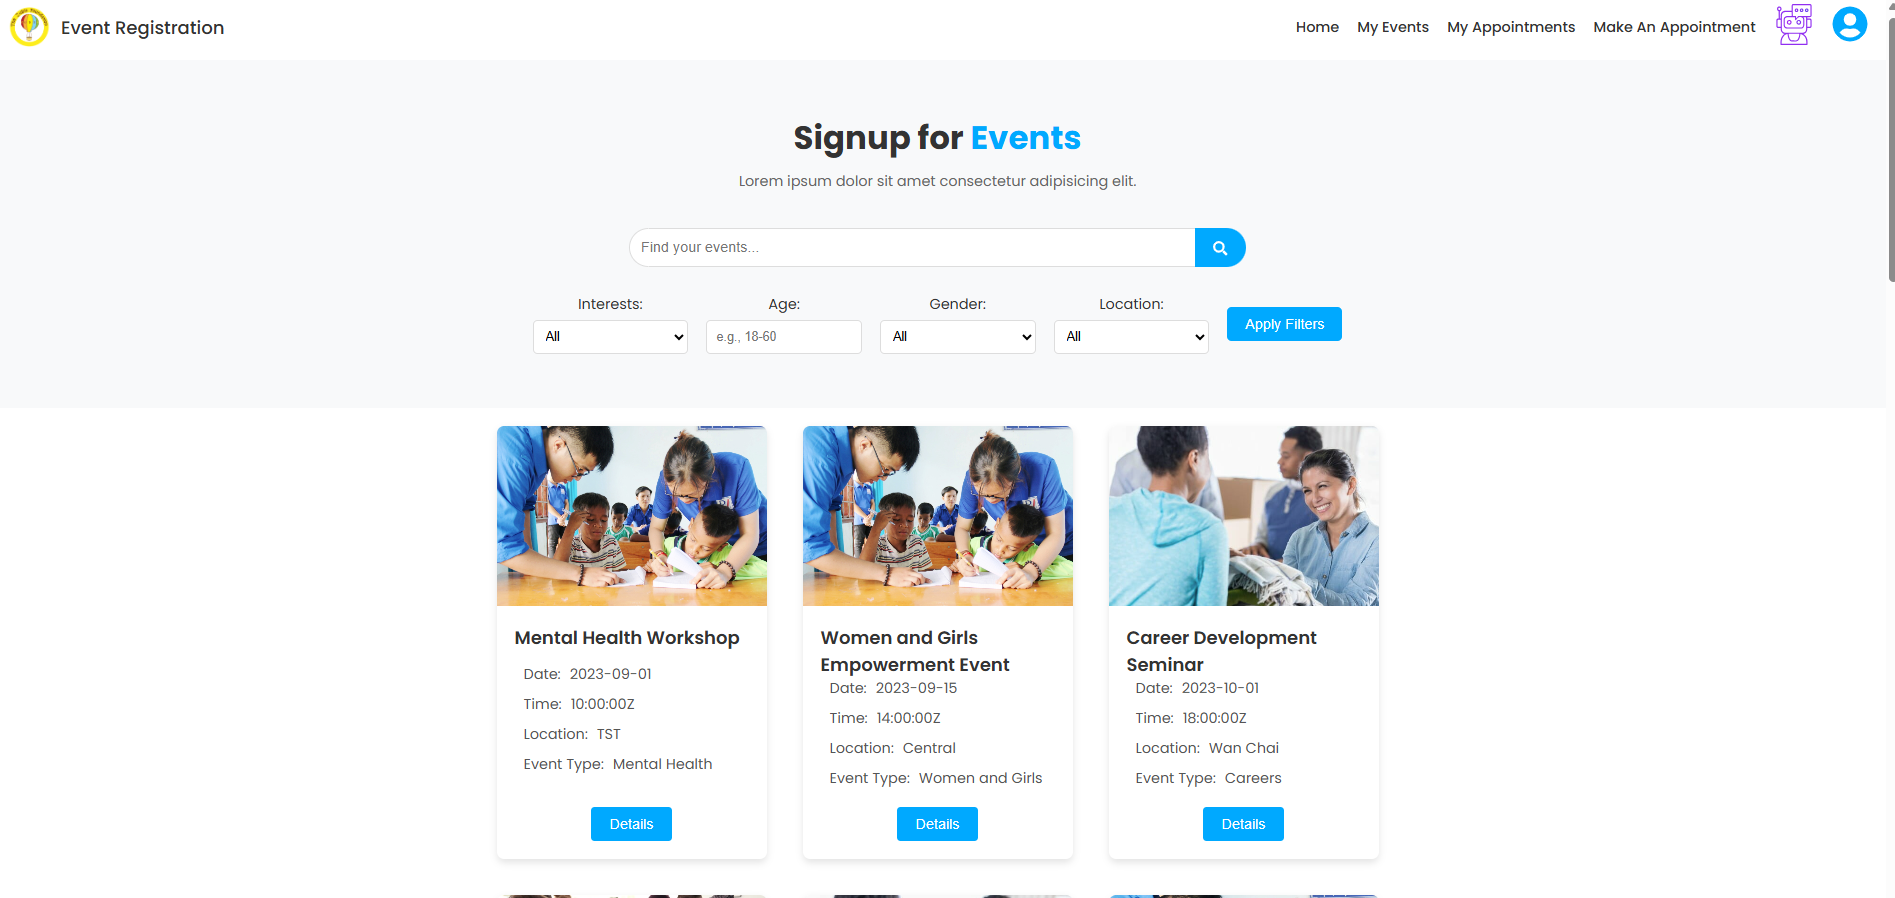 Event Registration
Home My Events My Appointments Make An Appointment
Signup for Events
Lorem ipsum dolor sit amet consectetur adipisicing elit.
Find your events...
Interests: Age: Gender: Location:
All e.g., 18-60 All All Apply Filters
Mental Health Workshop
Date: 2023-09-01
Time: 10:00:00Z
Location: TST
Event Type: Mental Health
Details
Women and Girls
Empowerment Event
Date: 2023-09-15
Time: 14:00:00Z
Location: Central
Event Type: Women and Girls
Details
Career Development
Seminar
Date: 2023-10-01
Time: 18:00:00Z
Location: Wan Chai
Event Type: Careers
Details